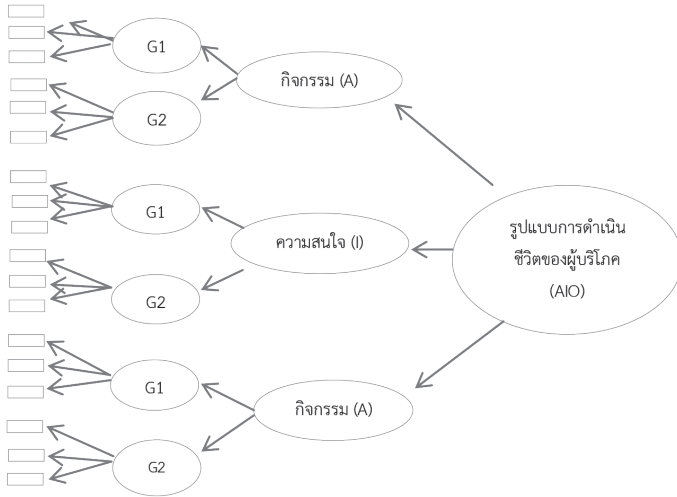 G1
กิจกรรม (A)
G2
G1
ความสนใจ (I)
G2
รูปแบบการดำเนิน
ชีวิตของผู้บริโภค
(AIO)
G1
กิจกรรม (A)
G2